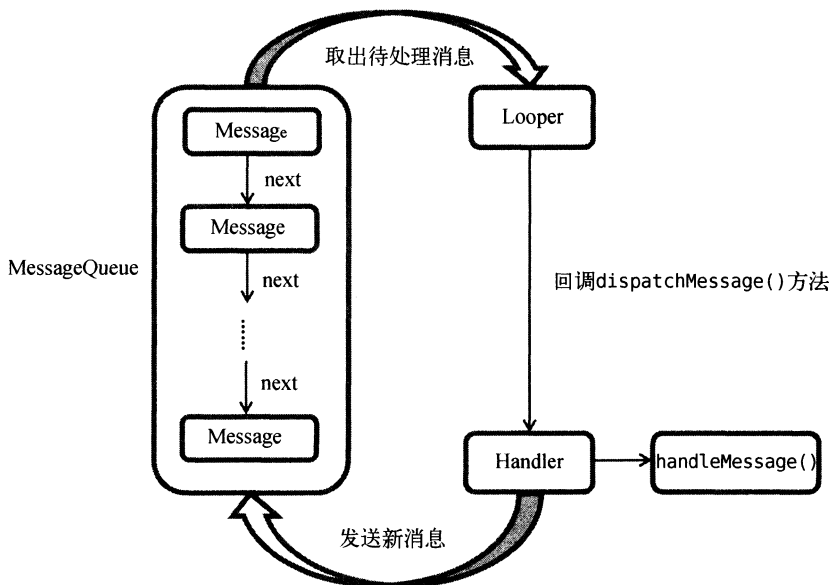 取出待处理消息
Message
Looper
next
Message
MessageQueue
next
回调dispatchMessage()方法
next
Message
Handler
handleMessage()
发送新消息